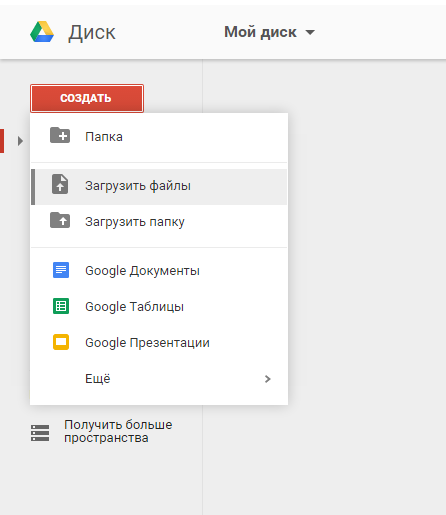 Диск
Мой диск
СОЗДАТЬ
Папка
Загрузить файлы
Загрузить папку
Google Документы
Google Таблицы
Google Презентации
Ещё
Получить больше
пространства